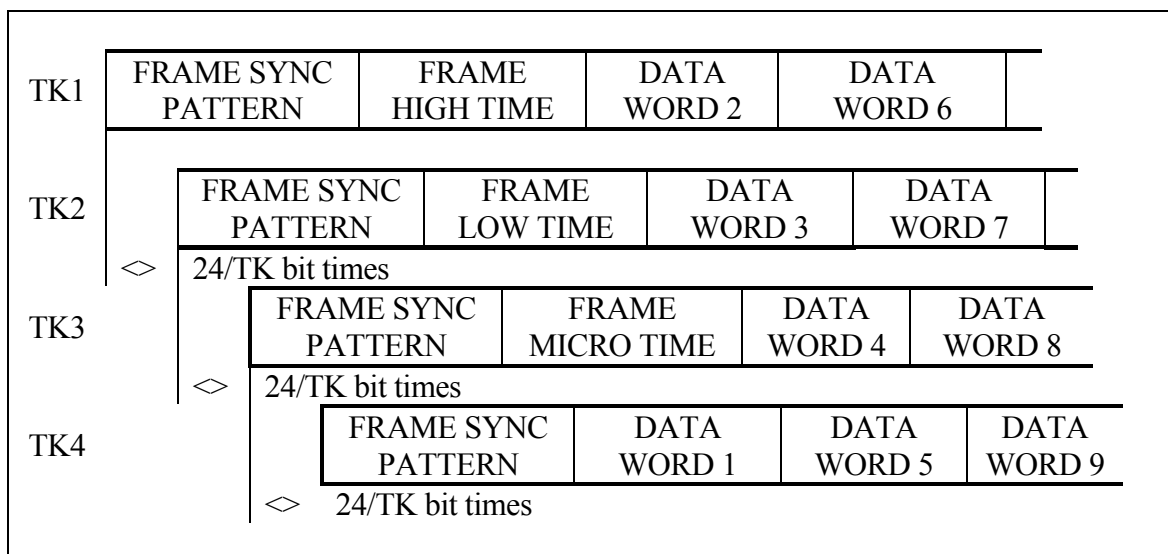 TK1 FRAME SYNC PATTERN FRAME HIGH TIME DATA WORD 2 DATA WORD 6
TK2 FRAME SYNC PATTERN FRAME LOW TIME DATA WORD 3 DATA WORD 7
<> 24/TK bit times
TK3 FRAME SYNC PATTERN FRAME MICRO TIME DATA WORD 4 DATA WORD 8
<> 24/TK bit times
TK4 FRAME SYNC PATTERN DATA WORD 1 DATA WORD 5 DATA WORD 9
<> 24/TK bit times